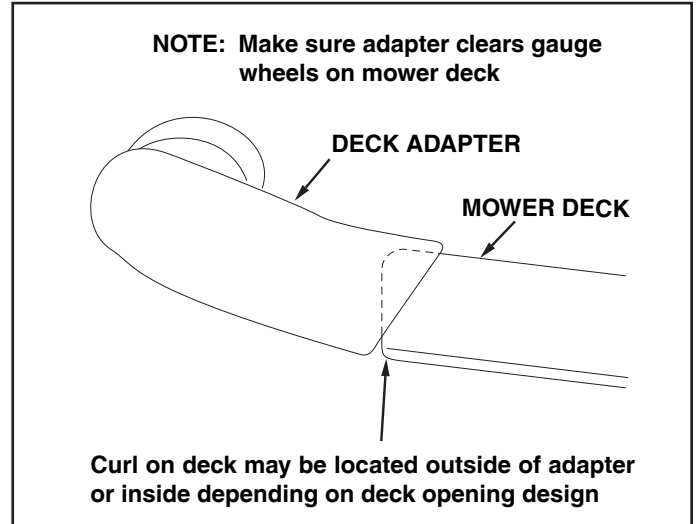 NOTE: Make sure adapter clears gauge
wheels on mower deck
DECK ADAPTER
MOWER DECK
Curl on deck may be located outside of adapter
or inside depending on deck opening design